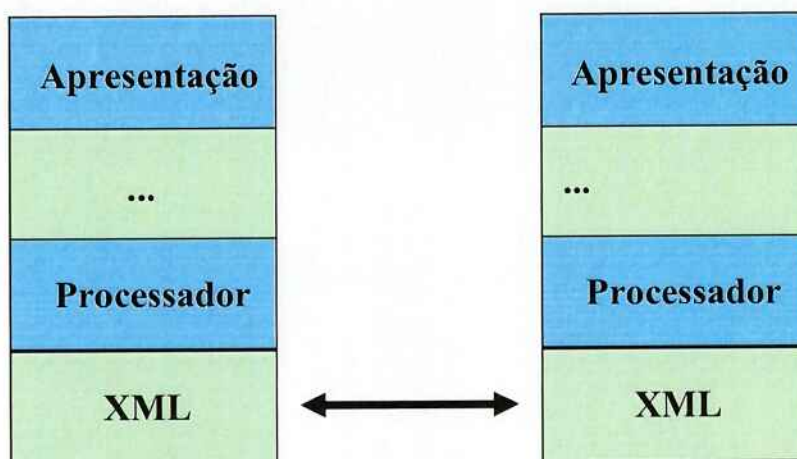 Apresentação
...
Processador
XML
Apresentação
...
Processador
XML